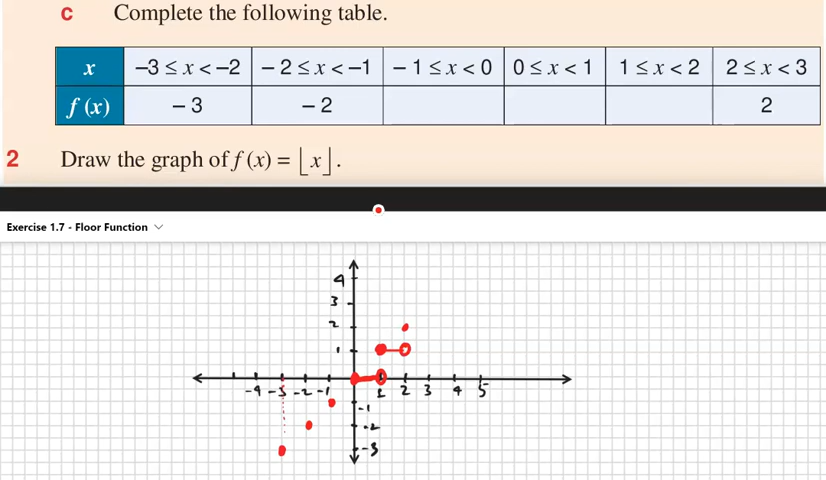 c Complete the following table.
x −3 ≤ x < −2 − 2 ≤ x < −1 − 1 ≤ x < 0 0 ≤ x < 1 1 ≤ x < 2 2 ≤ x < 3
f (x) − 3 − 2 2
2 Draw the graph of f (x) = ⌊x⌋.
Exercise 1.7 - Floor Function
4
3
2
1
-4 -3 -2 -1 1 2 3 4 5
-1
-2
-3